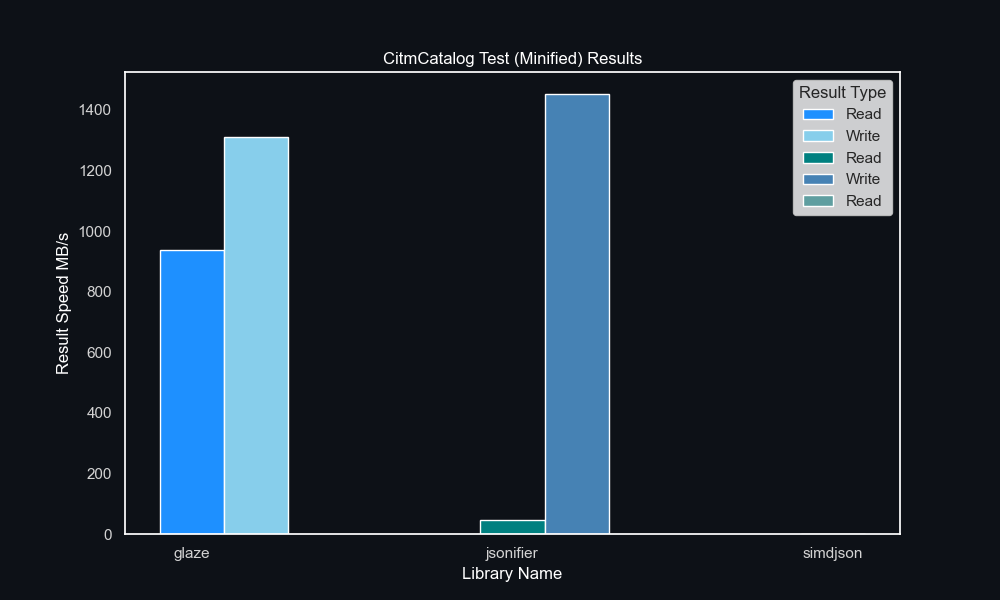 CitmCatalog Test (Minified) Results
Result Type
Read
Write
Read
Write
Read
1400
1200
1000
800
600
400
200
0
Result Speed MB/s
glaze
jsonifier
simdjson
Library Name